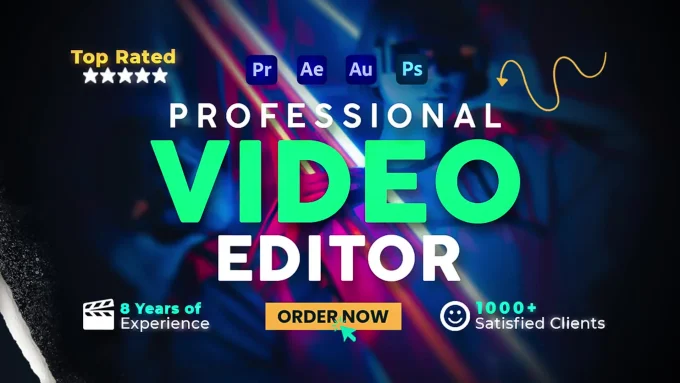 Top Rated
Pr Ae Au Ps
PROFESSIONAL
VIDEO
EDITOR
8 Years of
Experience
ORDER NOW
1000+
Satisfied Clients